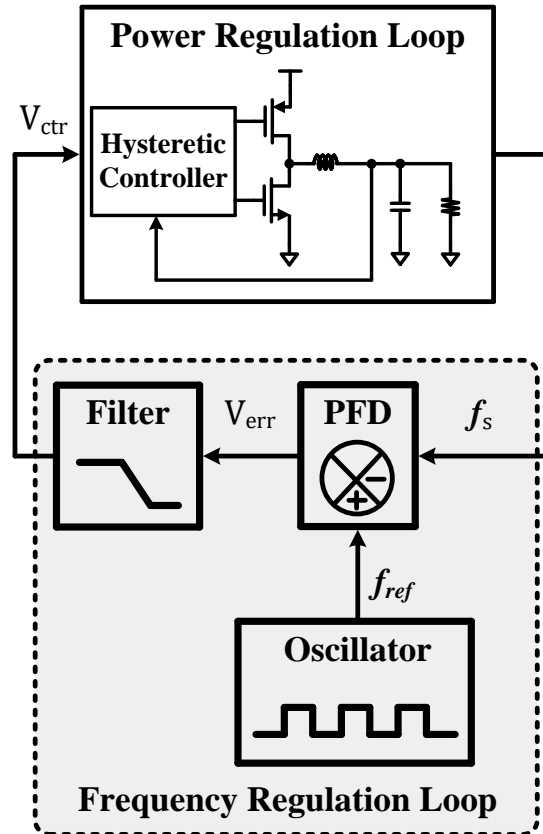 Power Regulation Loop
V_ctr
Hysteretic
Controller
Filter
V_err
PFD
f_s
−
+
f_ref
Oscillator
Frequency Regulation Loop